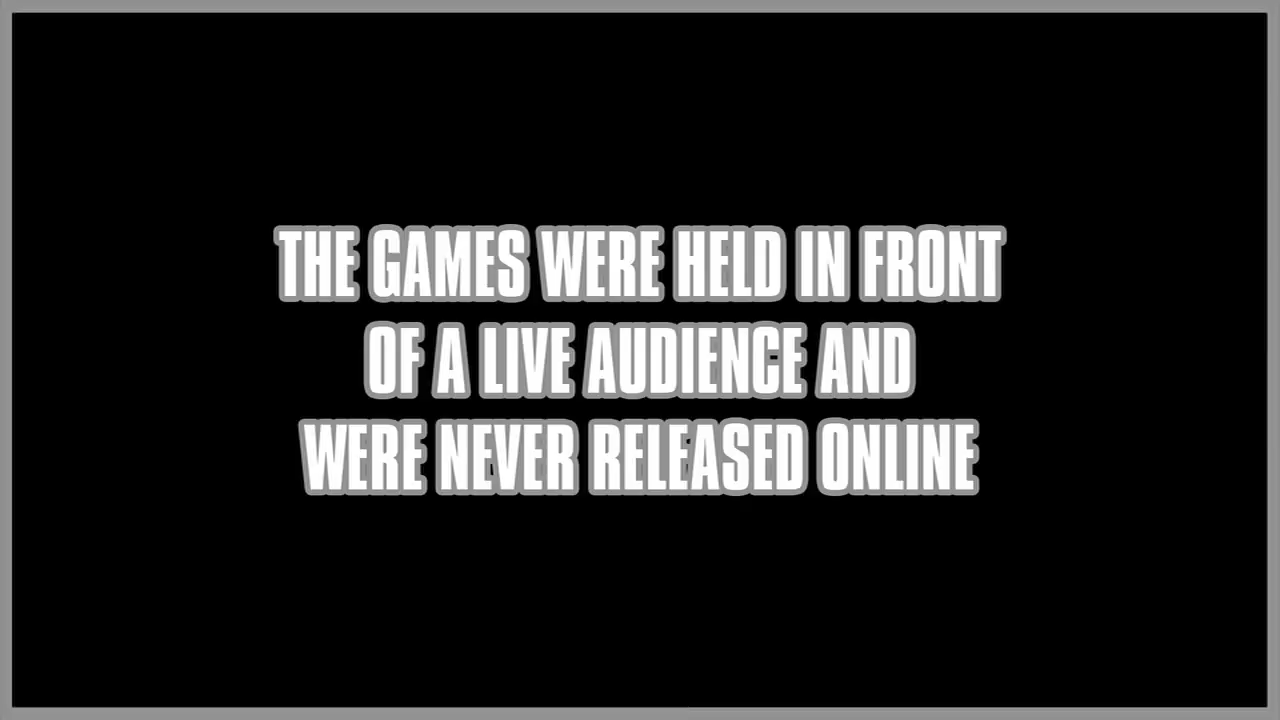 THE GAMES WERE HELD IN FRONT
OF A LIVE AUDIENCE AND
WERE NEVER RELEASED ONLINE